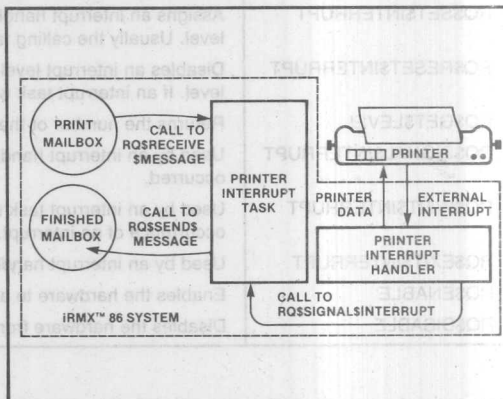 PRINT
MAILBOX
CALL TO
RQ$RECEIVE
$MESSAGE
FINISHED
MAILBOX
CALL TO
RQ$SEND$
MESSAGE
PRINTER
INTERRUPT
TASK
PRINTER
PRINTER
DATA
EXTERNAL
INTERRUPT
PRINTER
INTERRUPT
HANDLER
CALL TO
RQ$SIGNAL$INTERRUPT
iRMX™ 86 SYSTEM